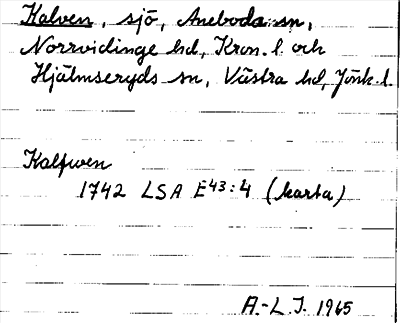 Kalven, sjö, Aneboda sn,
Norrvidinge hd, Kron. l. och
Hjälmseryds sn, Västra hd, Jönk. l.
Kalfwen
1742 LSA E43:4 (karta)
A.-L.J. 1965